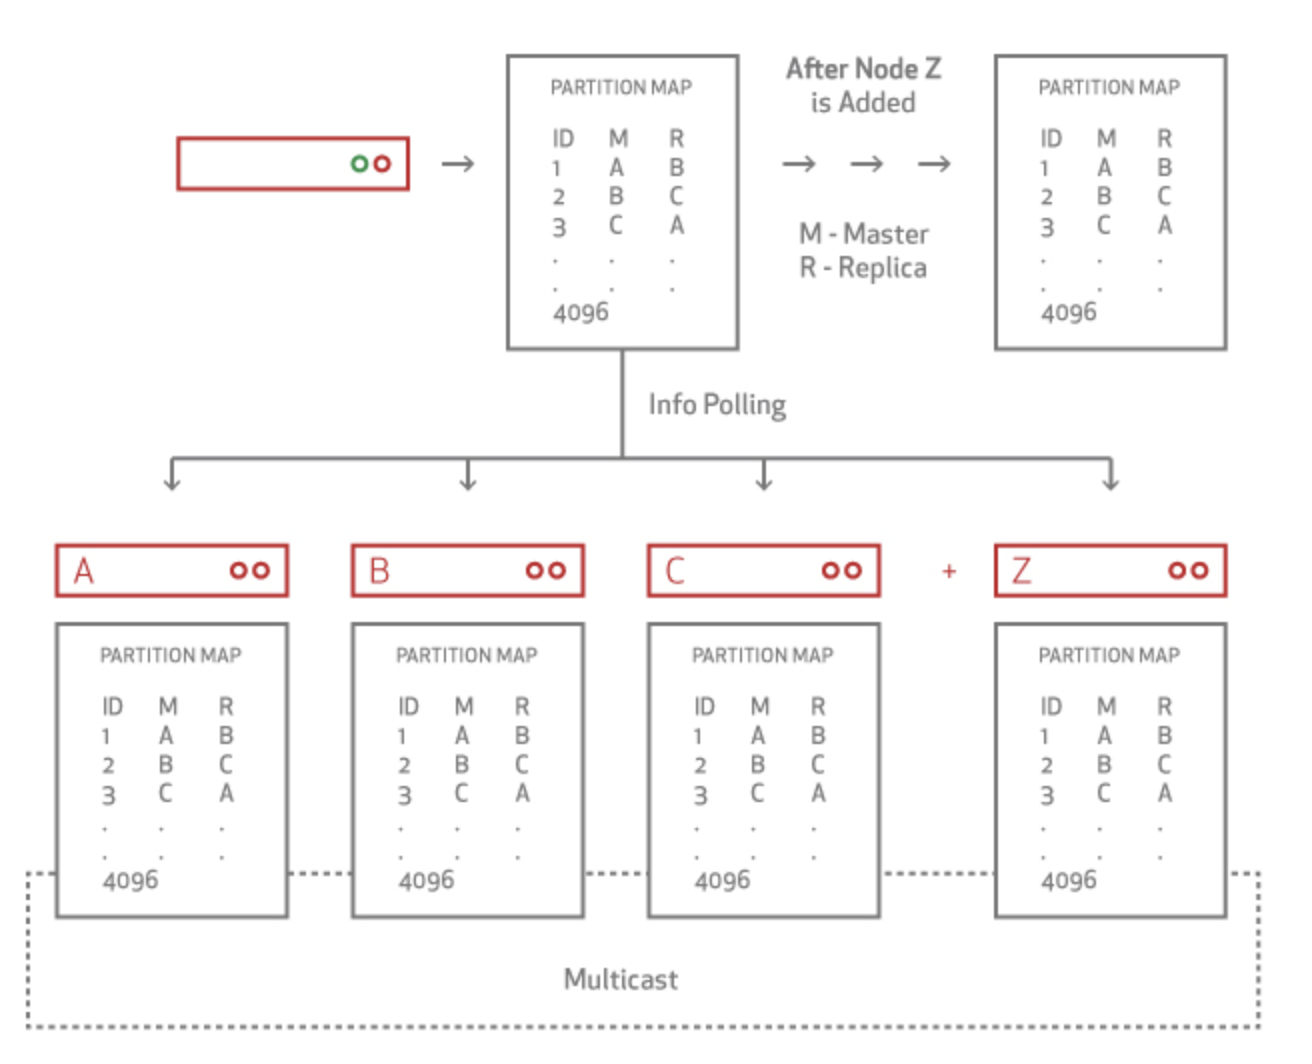 PARTITION MAP
ID M R
1 A B
2 B C
3 C A
. . .
. . .
4096
After Node Z
is Added
M - Master
R - Replica
PARTITION MAP
ID M R
1 A B
2 B C
3 C A
. . .
. . .
4096
Info Polling
A
PARTITION MAP
ID M R
1 A B
2 B C
3 C A
. . .
. . .
4096
B
PARTITION MAP
ID M R
1 A B
2 B C
3 C A
. . .
. . .
4096
C
PARTITION MAP
ID M R
1 A B
2 B C
3 C A
. . .
. . .
4096
+
Z
PARTITION MAP
ID M R
1 A B
2 B C
3 C A
. . .
. . .
4096
Multicast